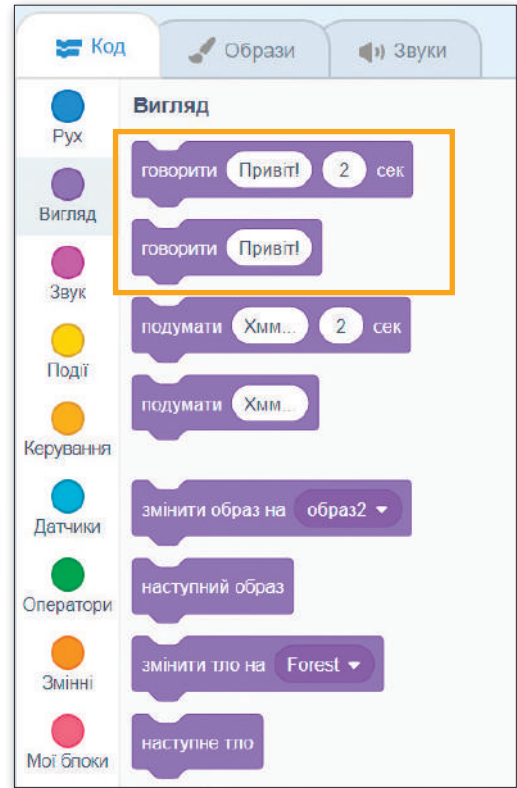 Код Образи Звуки
Рух
Вигляд
Звук
Події
Керування
Датчики
Оператори
Змінні
Мої блоки
Вигляд
говорити Привіт! 2 сек
говорити Привіт!
подумати Хмм... 2 сек
подумати Хмм...
змінити образ на образ2
наступний образ
змінити тло на Forest
наступне тло